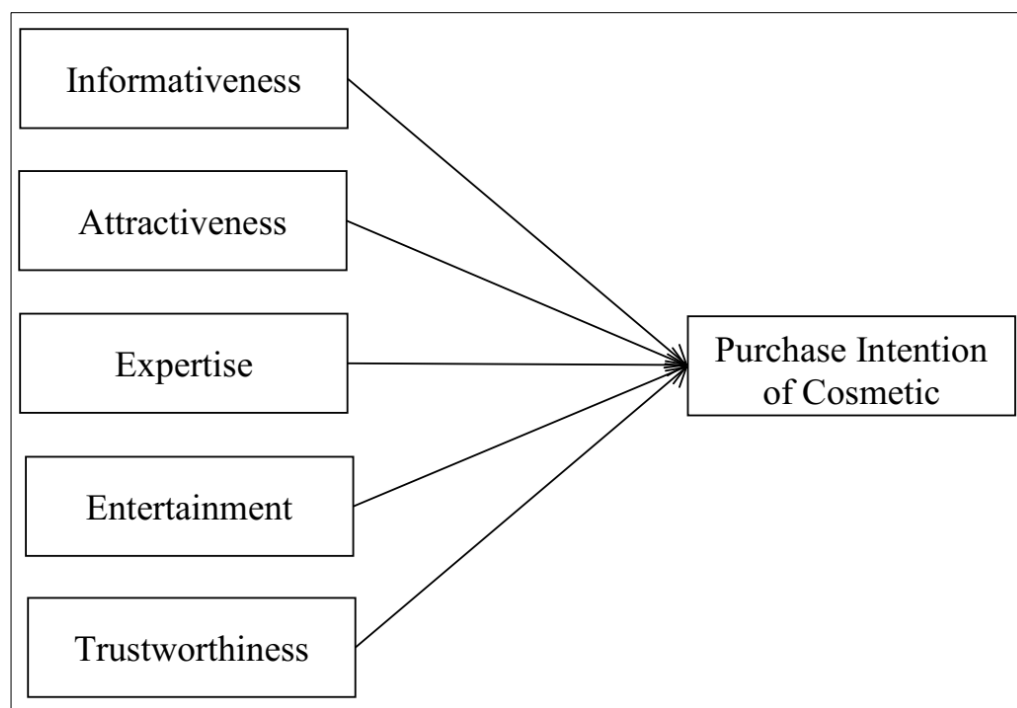 Informativeness
Attractiveness
Expertise
Entertainment
Trustworthiness
Purchase Intention
of Cosmetic